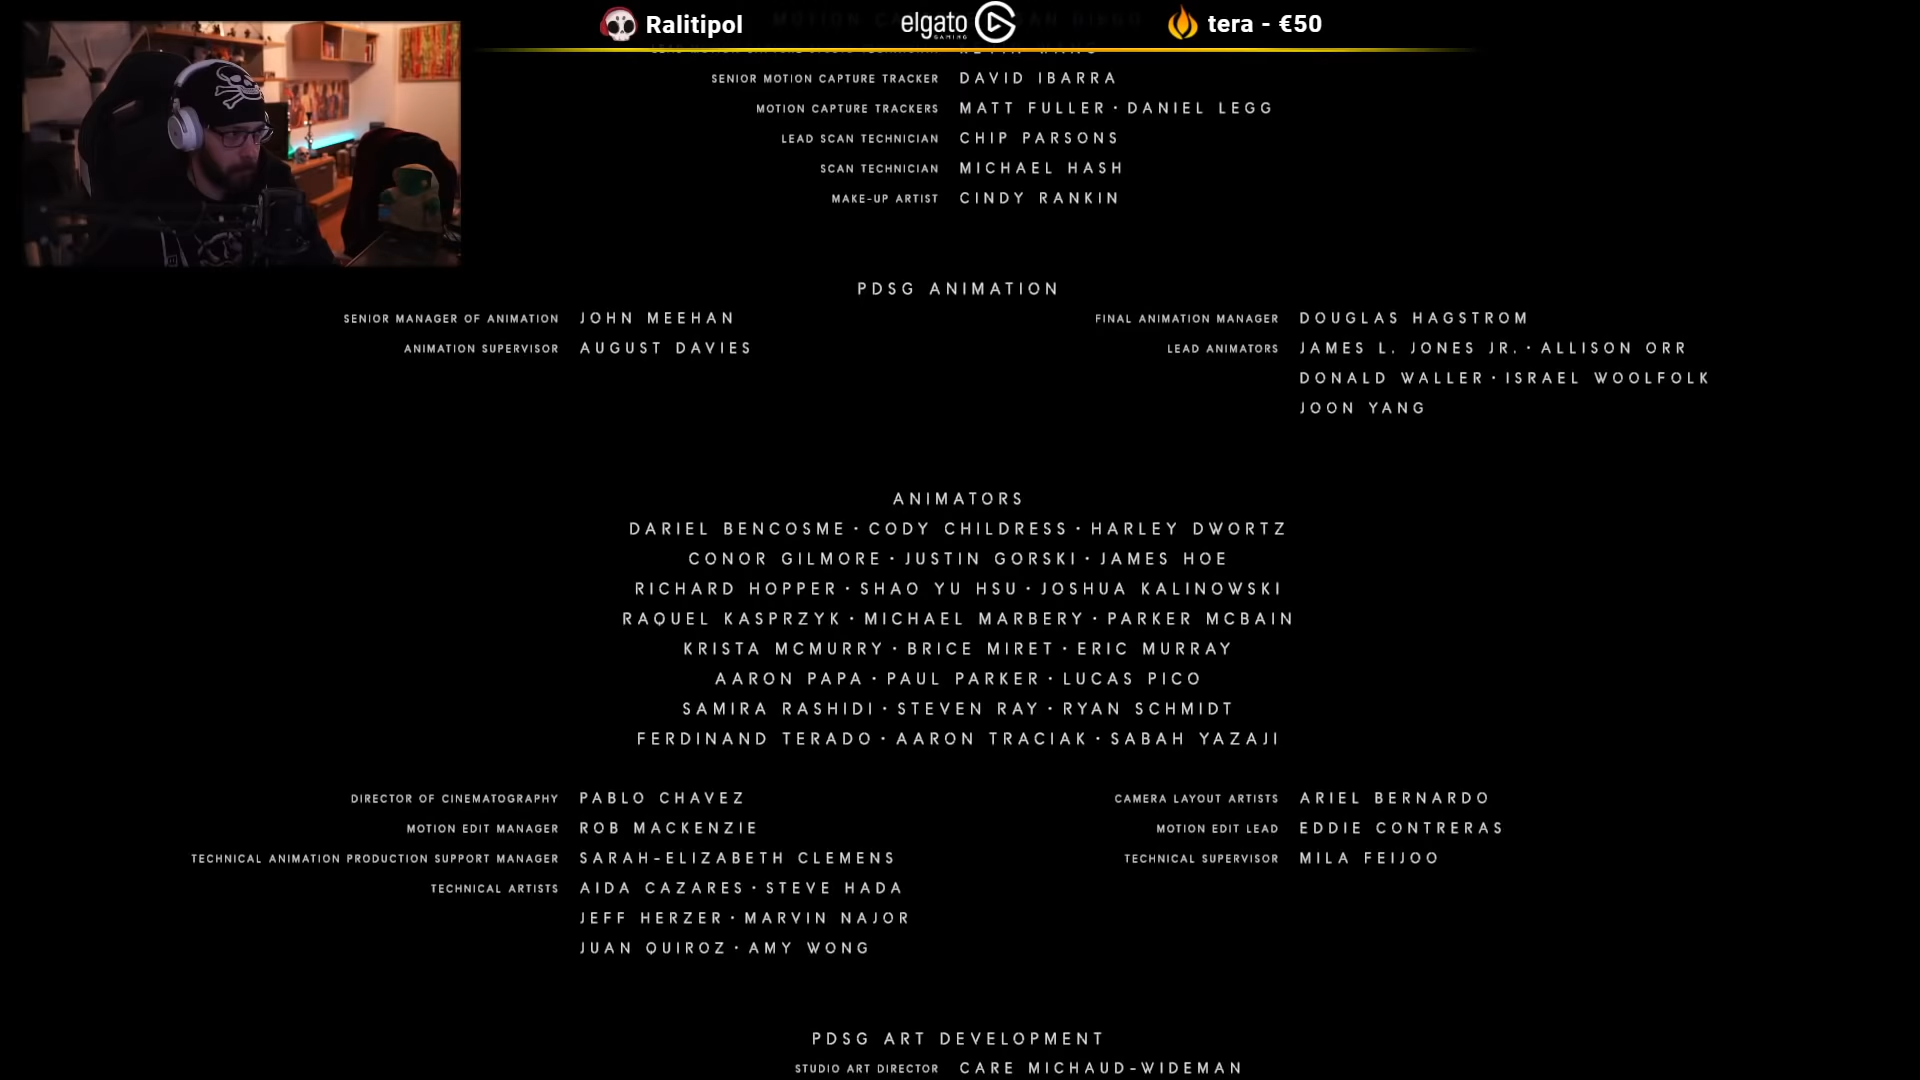 Ralitipol
elgato
GAMING
tera - €50
SENIOR MOTION CAPTURE TRACKER DAVID IBARRA
MOTION CAPTURE TRACKERS MATT FULLER · DANIEL LEGG
LEAD SCAN TECHNICIAN CHIP PARSONS
SCAN TECHNICIAN MICHAEL HASH
MAKE-UP ARTIST CINDY RANKIN
PDSG ANIMATION
SENIOR MANAGER OF ANIMATION JOHN MEEHAN
ANIMATION SUPERVISOR AUGUST DAVIES
FINAL ANIMATION MANAGER DOUGLAS HAGSTROM
LEAD ANIMATORS JAMES L. JONES JR. · ALLISON ORR
DONALD WALLER · ISRAEL WOOLFOLK
JOON YANG
ANIMATORS
DARIEL BENCOSME · CODY CHILDRESS · HARLEY DWORTZ
CONOR GILMORE · JUSTIN GORSKI · JAMES HOE
RICHARD HOPPER · SHAO YU HSU · JOSHUA KALINOWSKI
RAQUEL KASPRZYK · MICHAEL MARBERY · PARKER MCBAIN
KRISTA MCMURRY · BRICE MIRET · ERIC MURRAY
AARON PAPA · PAUL PARKER · LUCAS PICO
SAMIRA RASHIDI · STEVEN RAY · RYAN SCHMIDT
FERDINAND TERADO · AARON TRACIAK · SABAH YAZAJI
DIRECTOR OF CINEMATOGRAPHY PABLO CHAVEZ
MOTION EDIT MANAGER ROB MACKENZIE
TECHNICAL ANIMATION PRODUCTION SUPPORT MANAGER SARAH-ELIZABETH CLEMENS
TECHNICAL ARTISTS AIDA CAZARES · STEVE HADA
JEFF HERZER · MARVIN NAJOR
JUAN QUIROZ · AMY WONG
CAMERA LAYOUT ARTISTS ARIEL BERNARDO
MOTION EDIT LEAD EDDIE CONTRERAS
TECHNICAL SUPERVISOR MILA FEIJOO
PDSG ART DEVELOPMENT
STUDIO ART DIRECTOR CARE MICHAUD-WIDEMAN